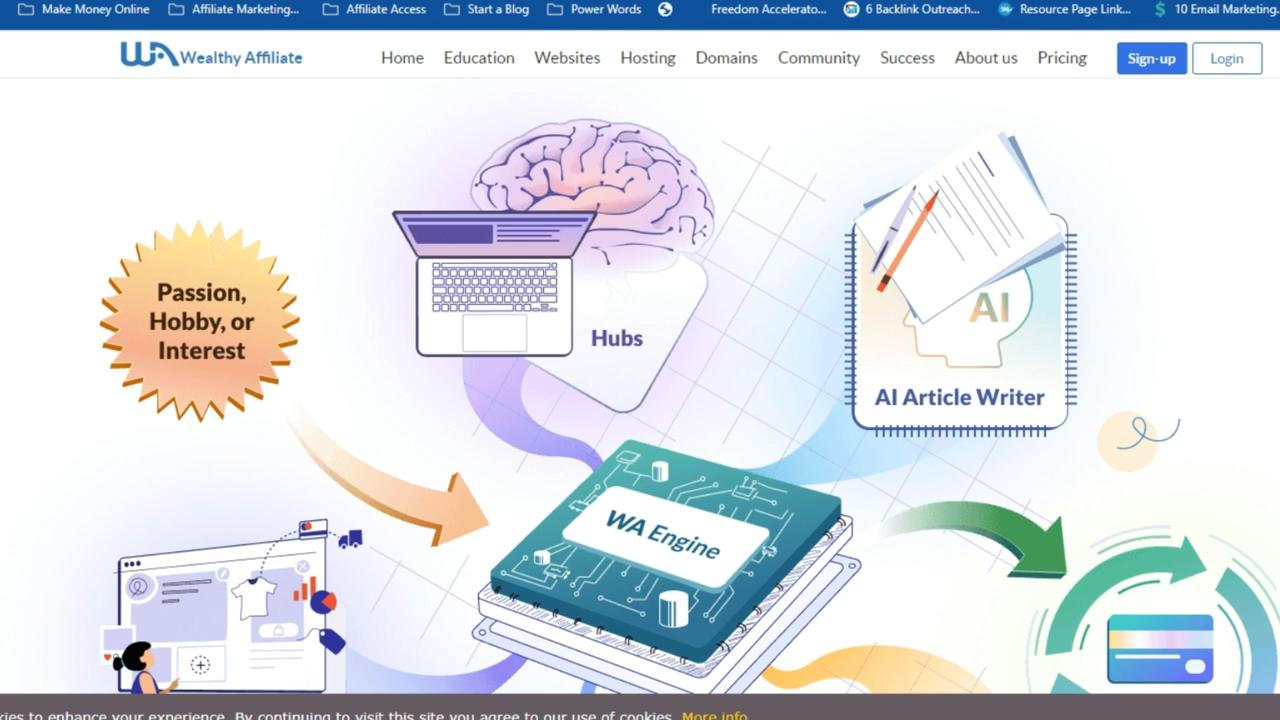 Make Money Online Affiliate Marketing... Affiliate Access Start a Blog Power Words Freedom Accelerato... 6 Backlink Outreach... Resource Page Link... 10 Email Marketing.
WA Wealthy Affiliate Home Education Websites Hosting Domains Community Success About us Pricing Sign-up Login
Passion,
Hobby, or
Interest
Hubs
AI
AI Article Writer
WA Engine
kies to enhance your experience. By continuing to visit this site you agree to our use of cookies. More info